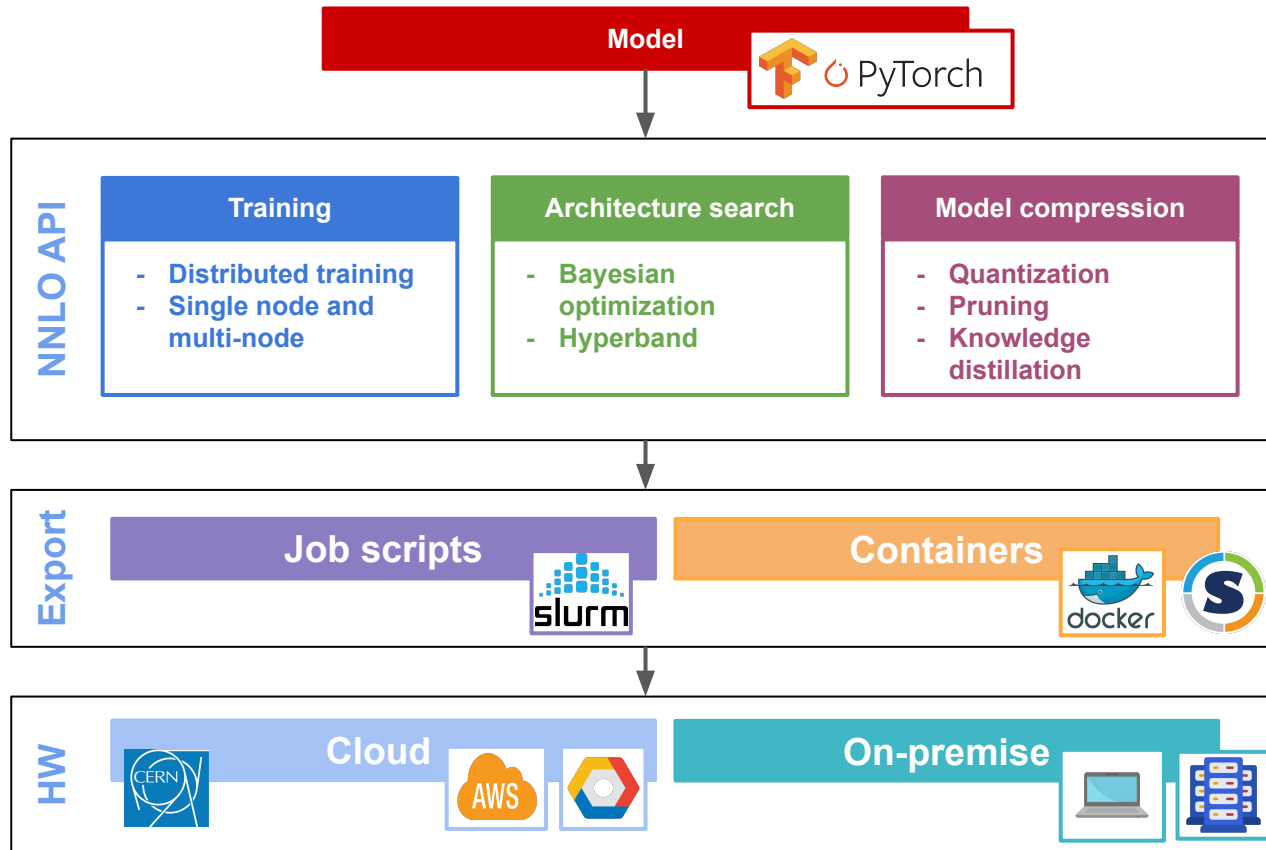 Model
PyTorch
NNLO API
Training
- Distributed training
- Single node and
multi-node
Architecture search
- Bayesian
optimization
- Hyperband
Model compression
- Quantization
- Pruning
- Knowledge
distillation
Export
Job scripts
slurm
Containers
docker
S
HW
Cloud
CERN
AWS
On-premise